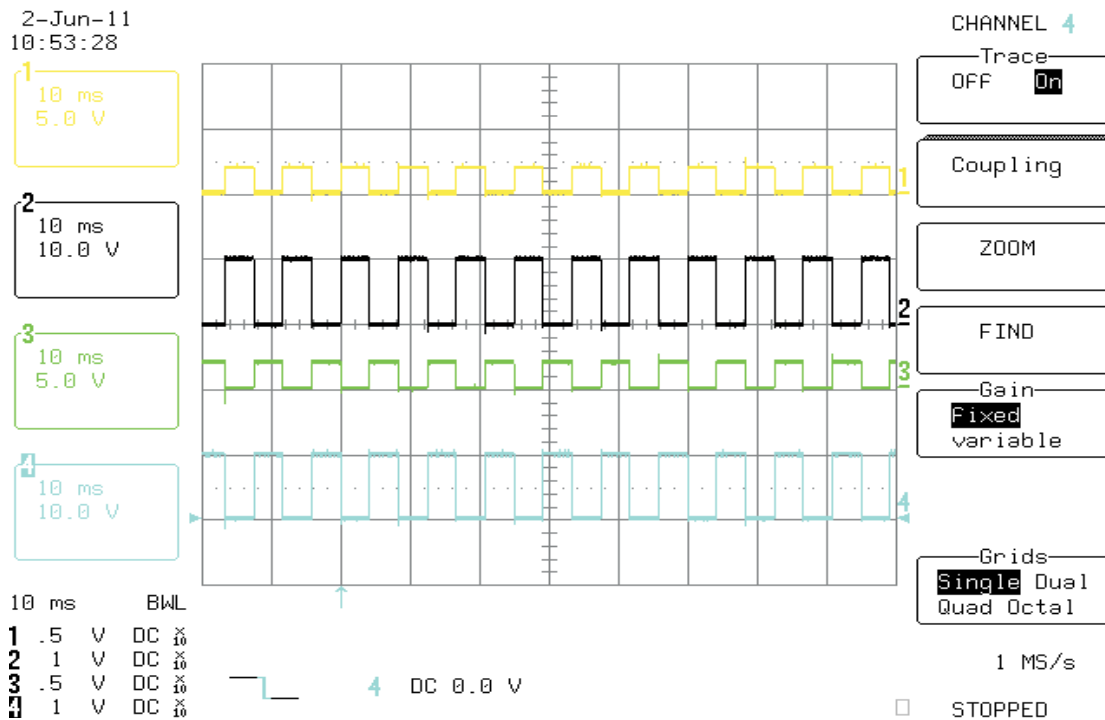 2-Jun-11
10:53:28
1
10 ms
5.0 V
2
10 ms
10.0 V
3
10 ms
5.0 V
4
10 ms
10.0 V
1
2
3
4
10 ms BWL
1 .5 V DC X10
2 1 V DC X10
3 .5 V DC X10
4 1 V DC X10
4 DC 0.0 V
CHANNEL 4
Trace
OFF On
Coupling
ZOOM
FIND
Gain
Fixed
variable
Grids
Single Dual
Quad Octal
1 MS/s
STOPPED